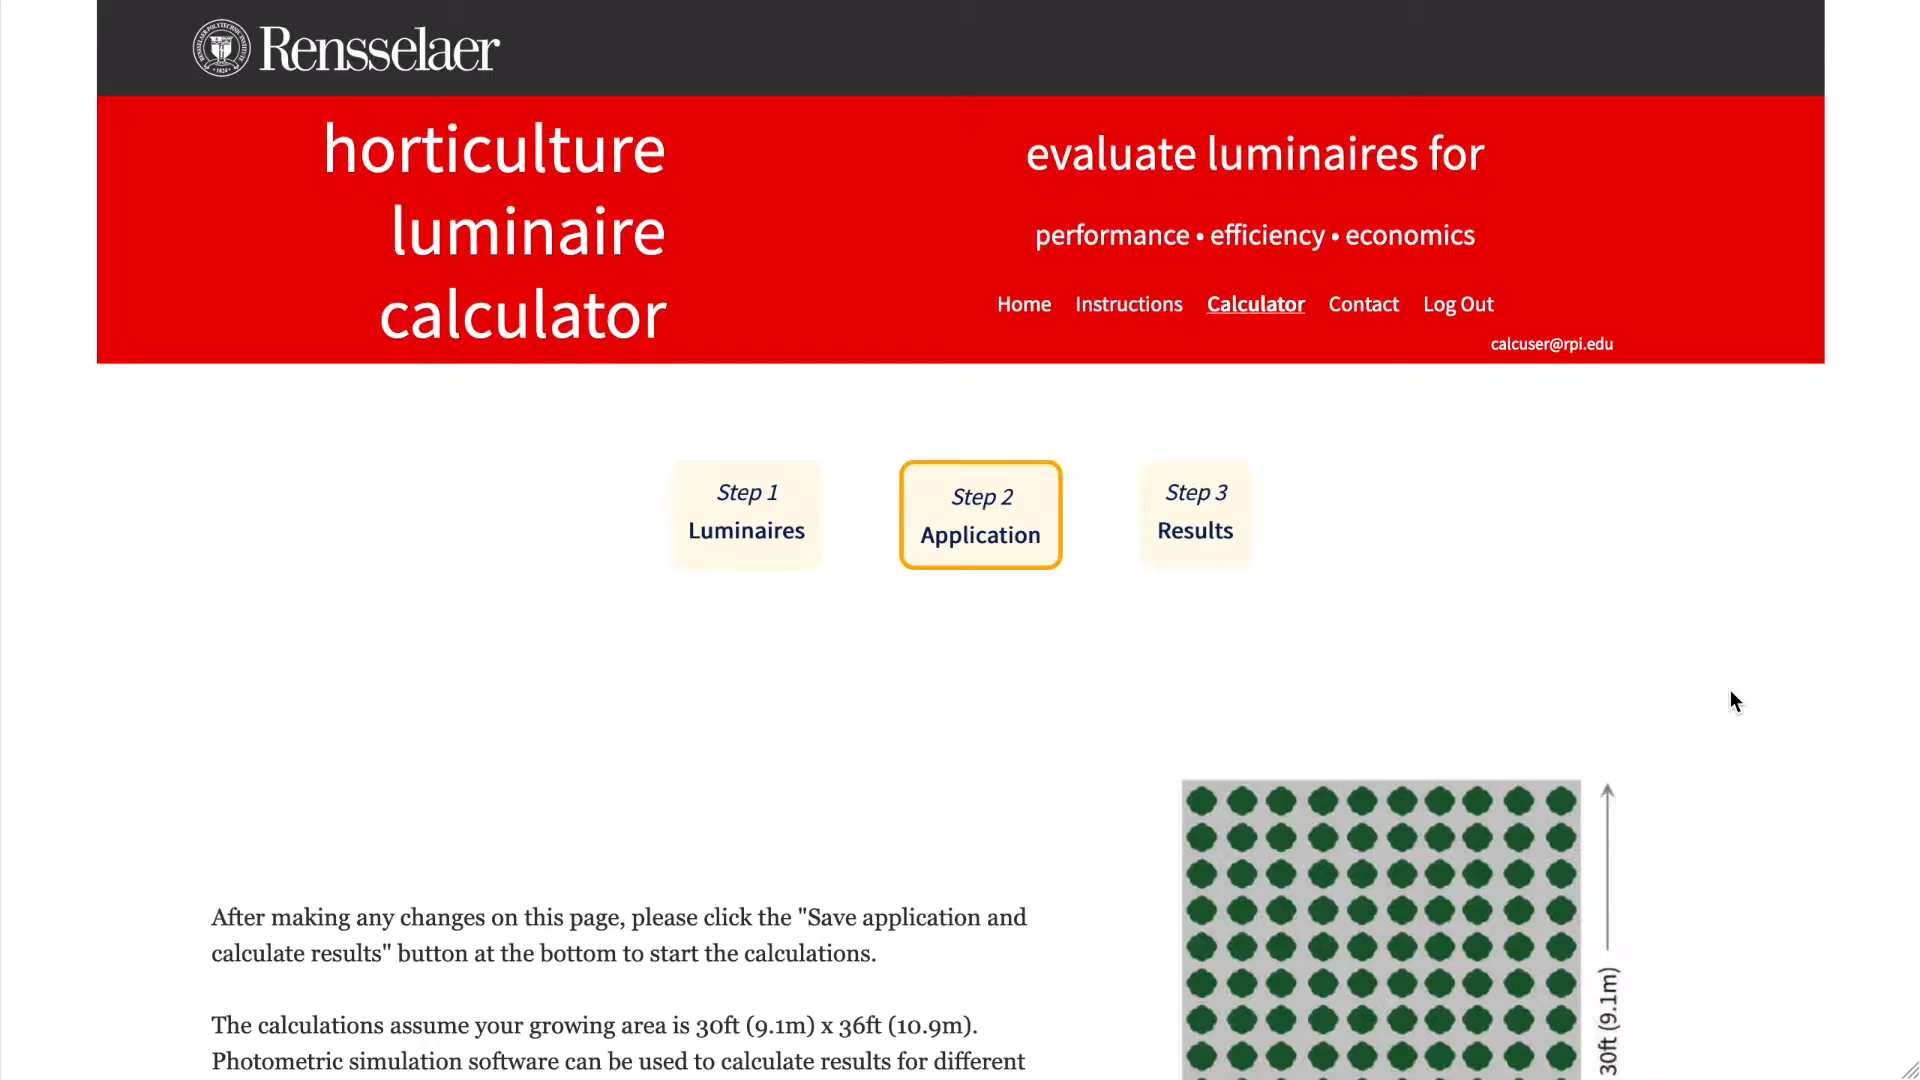 Rensselaer
horticulture
luminaire
calculator
evaluate luminaires for
performance • efficiency • economics
Home Instructions Calculator Contact Log Out
calcuser@rpi.edu
Step 1
Luminaires
Step 2
Application
Step 3
Results
After making any changes on this page, please click the "Save application and
calculate results" button at the bottom to start the calculations.
The calculations assume your growing area is 30ft (9.1m) x 36ft (10.9m).
Photometric simulation software can be used to calculate results for different
30ft (9.1m)